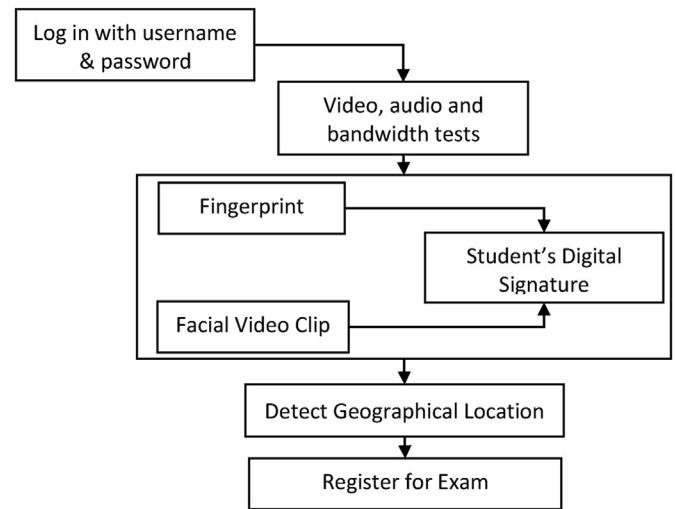 Log in with username
& password
Video, audio and
bandwidth tests
Fingerprint
Student’s Digital
Signature
Facial Video Clip
Detect Geographical Location
Register for Exam